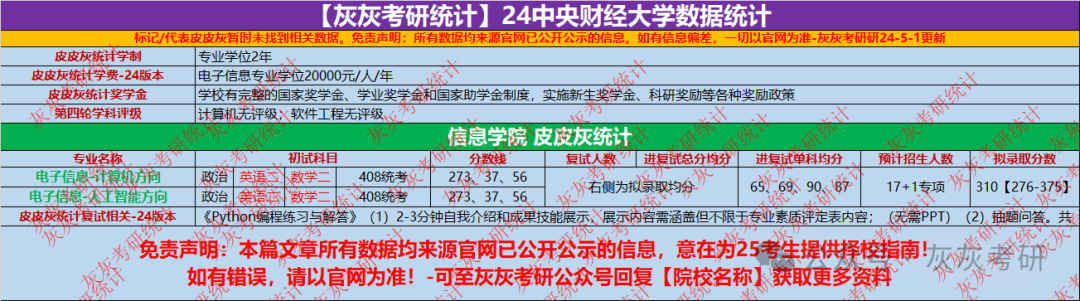 【灰灰考研统计】24中央财经大学数据统计
标记/代表皮皮灰暂时未找到相关数据。免责声明：所有数据均来源官网已公开公示的信息。如有信息偏差，一切以官网为准-灰灰考研研24-5-1更新
皮皮灰统计学制 专业学位2年
皮皮灰统计学费-24版本 电子信息专业学位20000元/人/年
皮皮灰统计奖学金 学校有完整的国家奖学金、学业奖学金和国家助学金制度，实施新生奖学金、科研奖励等各种奖励政策
第四轮学科评级 计算机无评级；软件工程无评级
信息学院 皮皮灰统计
专业名称 初试科目 分数线 复试人数 进复试总分均分 进复试单科均分 预计招生人数 拟录取分数
电子信息-计算机方向 政治 英语二 数学二 408统考 273、37、56 右侧为拟录取均分 65、69、90、87 17+1专项 310【276-375】
电子信息-人工智能方向 政治 英语二 数学二 408统考 273、37、56
皮皮灰统计复试相关-24版本 《Python编程练习与解答》（1）2-3分钟自我介绍和成果技能展示，展示内容需涵盖但不限于专业素质评定表内容；（无需PPT）（2）抽题问答。共
免责声明：本篇文章所有数据均来源官网已公开公示的信息，意在为25考生提供择校指南！
如有错误，请以官网为准！-可至灰灰考研公众号回复【院校名称】获取更多资料
公众号 · 灰灰考研
灰灰考研统计